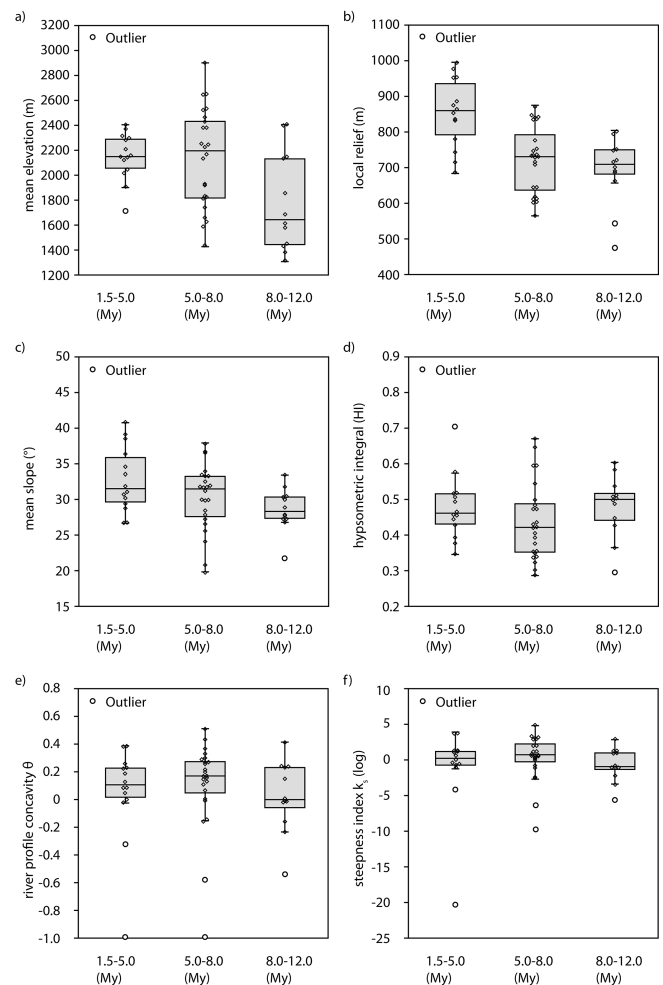 a)
Outlier
mean elevation (m)
3200
3000
2800
2600
2400
2200
2000
1800
1600
1400
1200
1.5-5.0
(My)
5.0-8.0
(My)
8.0-12.0
(My)
b)
Outlier
local relief (m)
1100
1000
900
800
700
600
500
400
1.5-5.0
(My)
5.0-8.0
(My)
8.0-12.0
(My)
c)
Outlier
mean slope (°)
50
45
40
35
30
25
20
15
1.5-5.0
(My)
5.0-8.0
(My)
8.0-12.0
(My)
d)
Outlier
hypsometric integral (HI)
0.9
0.8
0.7
0.6
0.5
0.4
0.3
0.2
1.5-5.0
(My)
5.0-8.0
(My)
8.0-12.0
(My)
e)
Outlier
river profile concavity θ
0.8
0.6
0.4
0.2
0
-0.2
-0.4
-0.6
-0.8
-1.0
1.5-5.0
(My)
5.0-8.0
(My)
8.0-12.0
(My)
f)
Outlier
steepness index ks (log)
10
5
0
-5
-10
-15
-20
-25
1.5-5.0
(My)
5.0-8.0
(My)
8.0-12.0
(My)